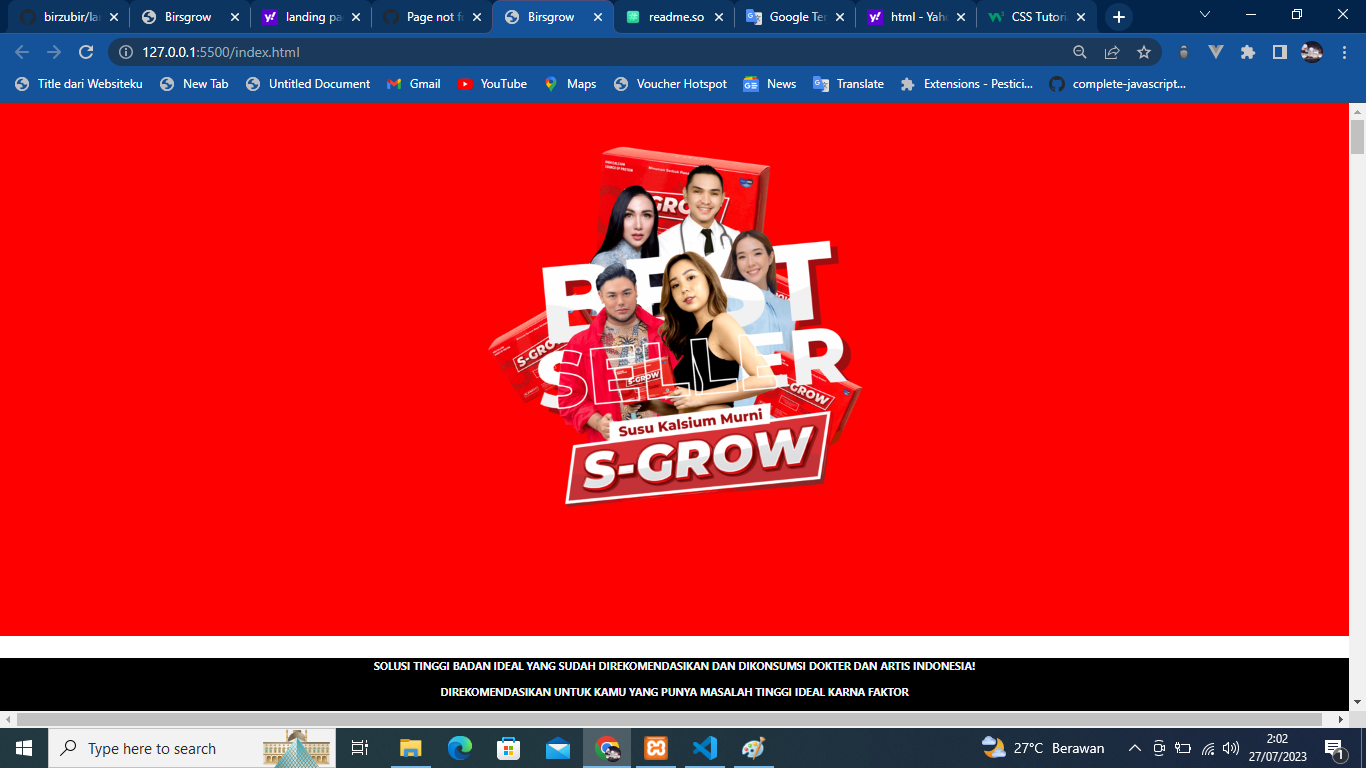 birzubir/la
Birsgrow
landing pa
Page not f
Birsgrow
readme.so
Google Ter
html - Yaho
CSS Tutori
127.0.0.1:5500/index.html
Title dari Websiteku
New Tab
Untitled Document
Gmail
YouTube
Maps
Voucher Hotspot
News
Translate
Extensions - Pestici...
complete-javascript...
BEST
SELLER
S-GROW
S-GROW
GROW
Susu Kalsium Murni
S-GROW
SOLUSI TINGGI BADAN IDEAL YANG SUDAH DIREKOMENDASIKAN DAN DIKONSUMSI DOKTER DAN ARTIS INDONESIA!
DIREKOMENDASIKAN UNTUK KAMU YANG PUNYA MASALAH TINGGI IDEAL KARNA FAKTOR
Type here to search
27°C Berawan
2:02
27/07/2023
1